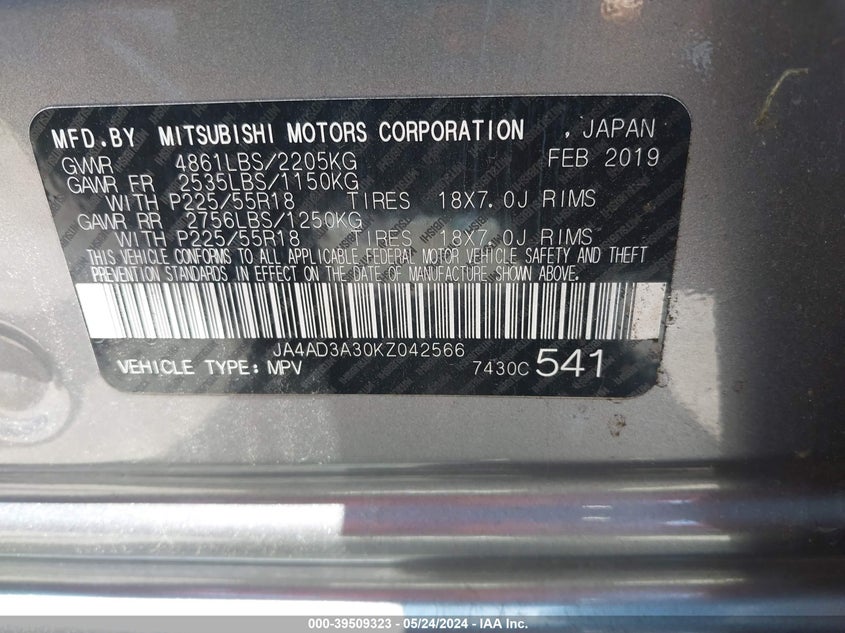 MFD.BY MITSUBISHI MOTORS CORPORATION , JAPAN
GVWR 4861LBS/2205KG FEB 2019
GAWR FR 2535LBS/1150KG
WITH P225/55R18 TIRES 18X7.0J RIMS
GAWR RR 2756LBS/1250KG
WITH P225/55R18 TIRES 18X7.0J RIMS
THIS VEHICLE CONFORMS TO ALL APPLICABLE FEDERAL MOTOR VEHICLE SAFETY AND THEFT
PREVENTION STANDARDS IN EFFECT ON THE DATE OF MANUFACTURE SHOWN ABOVE.
JA4AD3A30KZ042566
VEHICLE TYPE: MPV 7430C 541
000-39509323 - 05/24/2024 - IAA Inc.